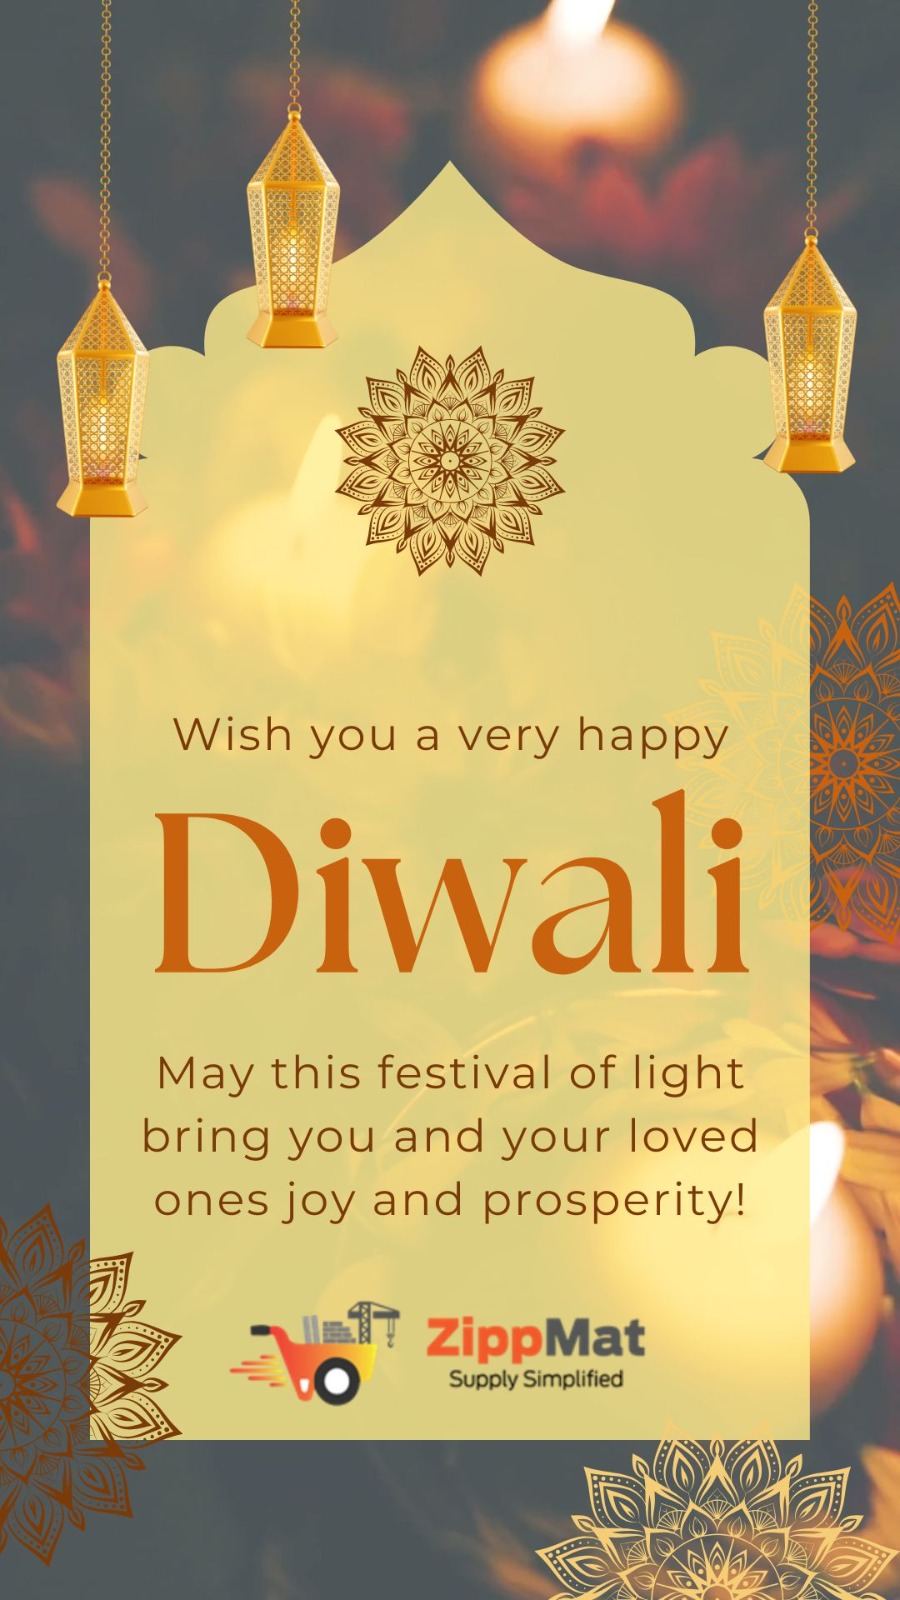 Wish you a very happy
Diwali
May this festival of light
bring you and your loved
ones joy and prosperity!
ZippMat
Supply Simplified